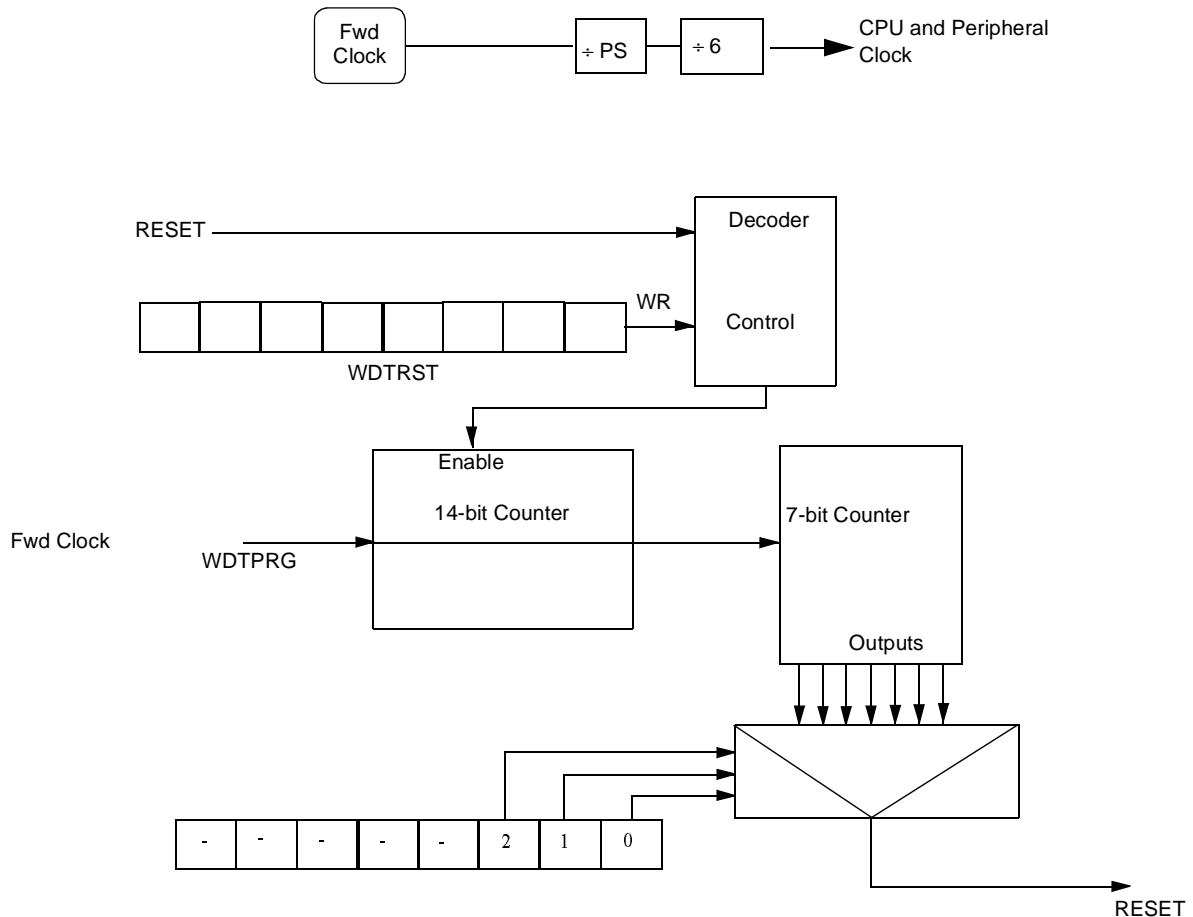 Fwd
Clock
÷ PS
÷ 6
CPU and Peripheral
Clock
RESET
Decoder
WR
Control
WDTRST
Enable
14-bit Counter
7-bit Counter
Fwd Clock
WDTPRG
Outputs
- - - - - 2 1 0
RESET